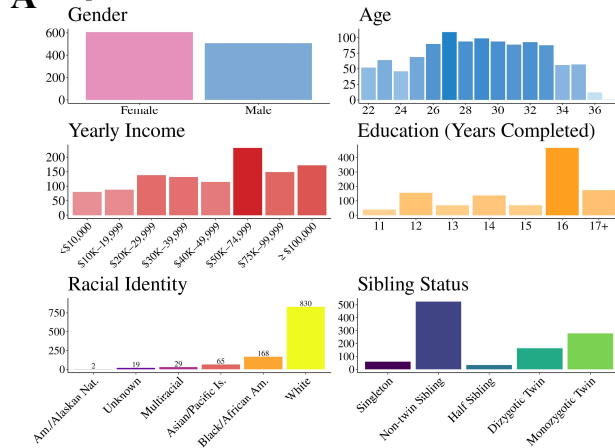 A
Gender
600
400
200
0
Female
Male
Age
100
75
50
25
0
22
24
26
28
30
32
34
36
Yearly Income
200
150
100
50
0
<$10,000
$10K–19,999
$20K–29,999
$30K–39,999
$40K–49,999
$50K–74,999
$75K–99,999
≥ $100,000
Education (Years Completed)
400
300
200
100
0
11
12
13
14
15
16
17+
Racial Identity
750
500
250
0
2
19
29
65
168
830
Am./Alaskan Nat.
Unknown
Multiracial
Asian/Pacific Is.
Black/African Am.
White
Sibling Status
500
400
300
200
100
0
Singleton
Non-twin Sibling
Half Sibling
Dizygotic Twin
Monozygotic Twin